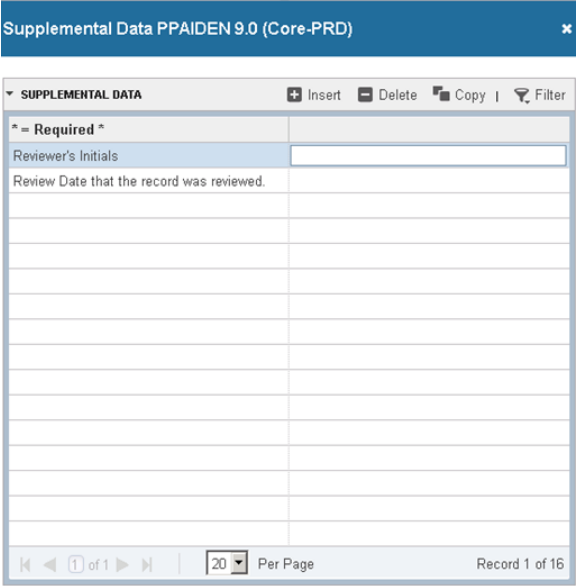 Supplemental Data PPAIDEN 9.0 (Core-PRD)
SUPPLEMENTAL DATA Insert Delete Copy | Filter
* = Required *
Reviewer's Initials
Review Date that the record was reviewed.
1 of 1 20 Per Page Record 1 of 16